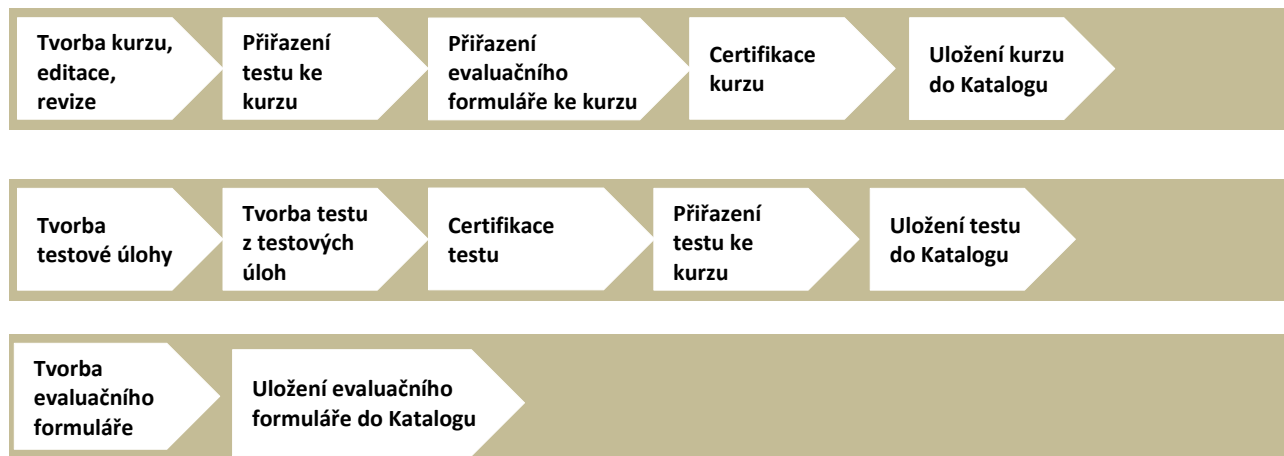 Tvorba kurzu,
editace,
revize
Přiřazení
testu ke
kurzu
Přiřazení
evaluačního
formuláře ke kurzu
Certifikace
kurzu
Uložení kurzu
do Katalogu
Tvorba
testové úlohy
Tvorba testu
z testových
úloh
Certifikace
testu
Přiřazení
testu ke
kurzu
Uložení testu
do Katalogu
Tvorba
evaluačního
formuláře
Uložení evaluačního
formuláře do Katalogu